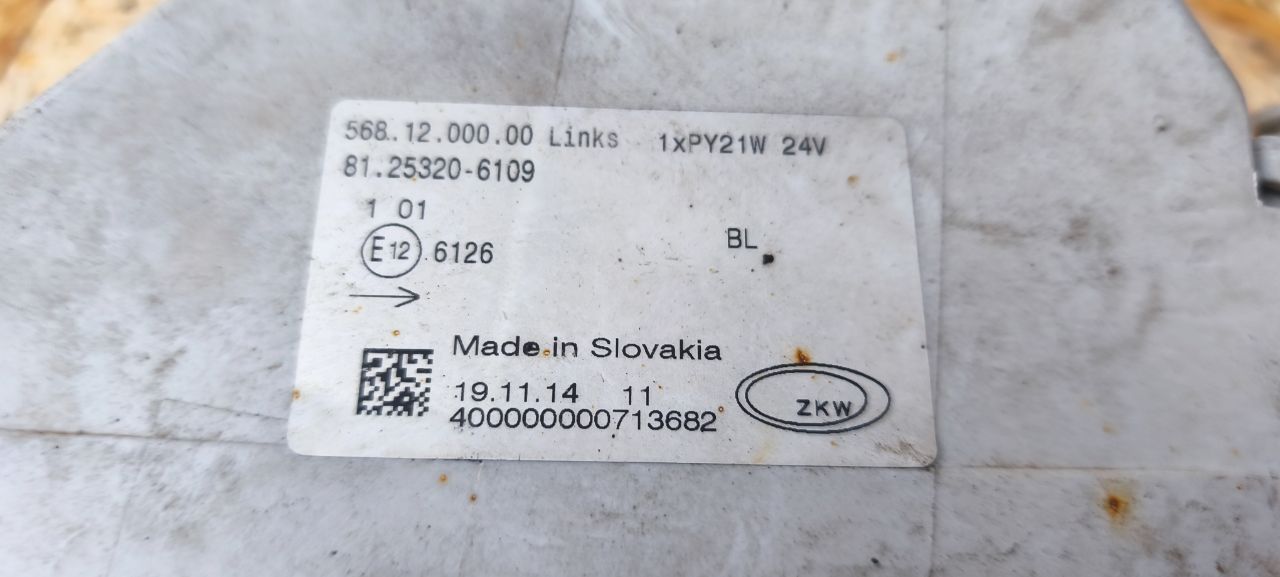 568.12.000.00 Links 1xPY21W 24V
81.25320-6109
1 01
E12 6126
BL
Made in Slovakia
19.11.14 11
400000000713682
ZKW